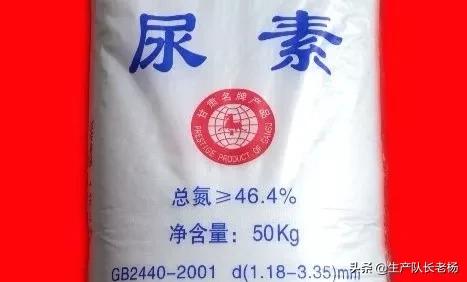 尿素
甘肃名牌产品
PRESTIGE PRODUCT OF GANSU
总氮≥46.4%
净含量：50Kg
GB2440-2001 d(1.18-3.35)mm
头条@生产队长老杨